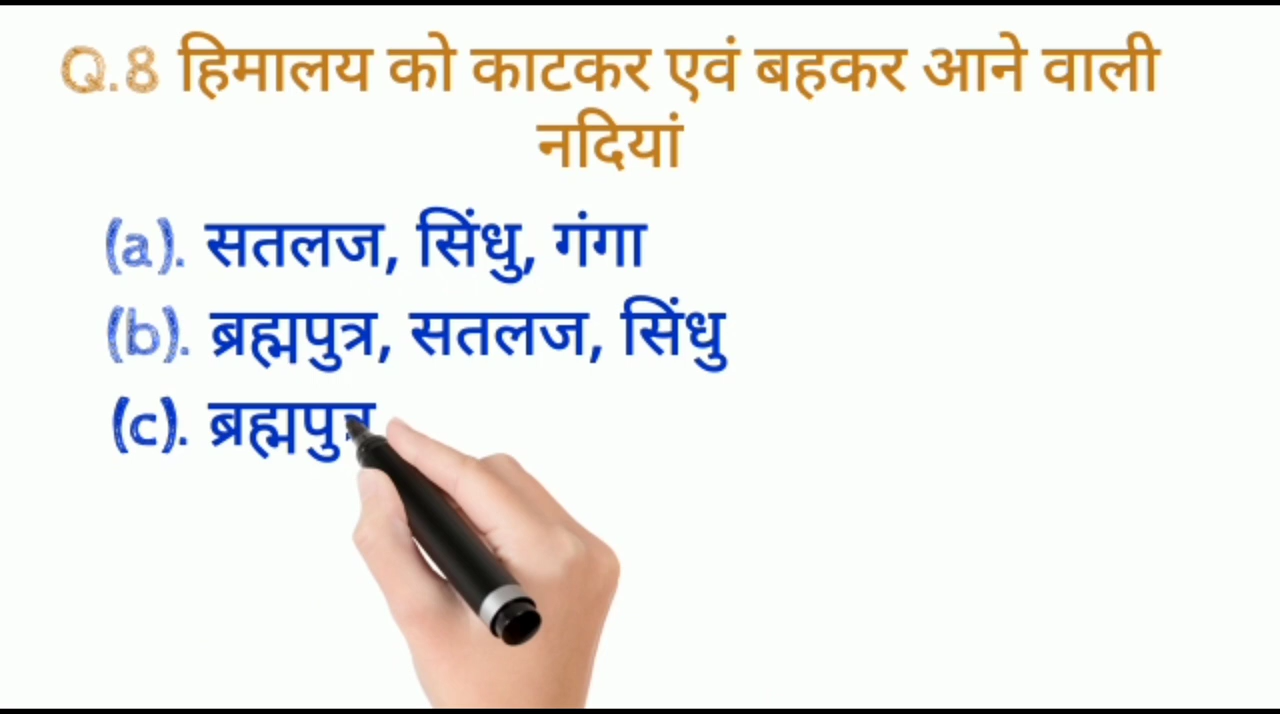 Q.8 हिमालय को काटकर एवं बहकर आने वाली
नदियां
(a). सतलज, सिंधु, गंगा
(b). ब्रह्मपुत्र, सतलज, सिंधु
(c). ब्रह्मपुत्र